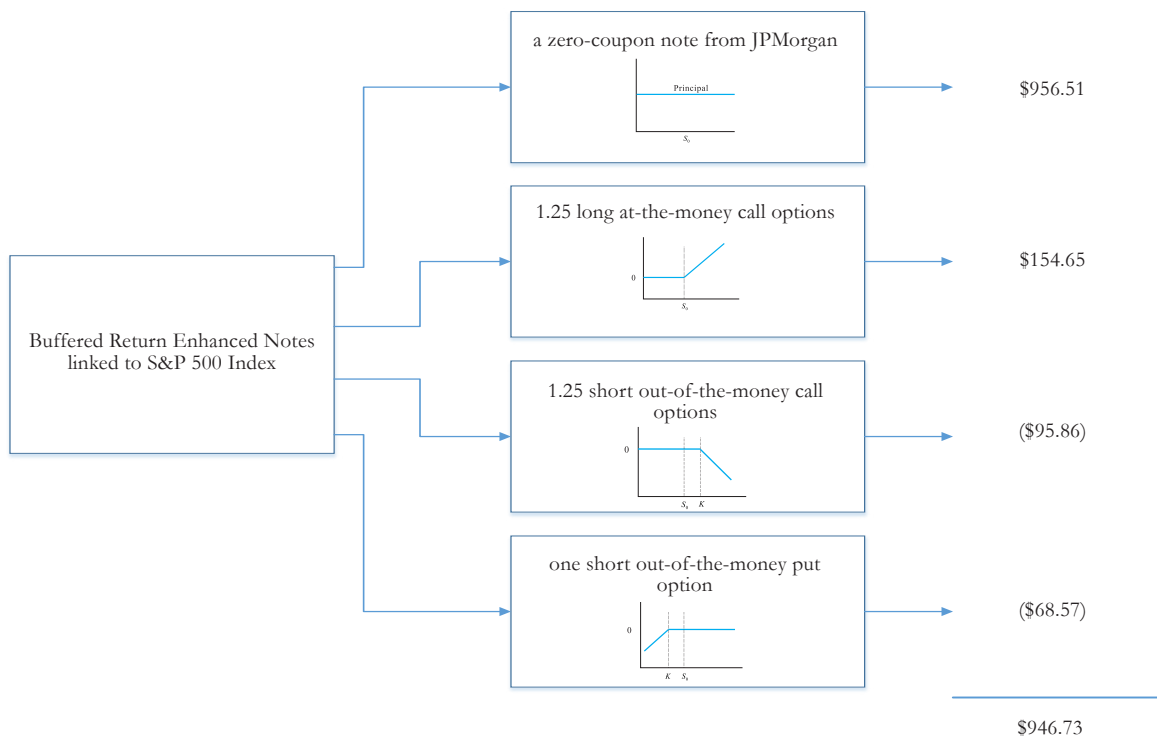 a zero-coupon note from JPMorgan
Principal
S0
$956.51
1.25 long at-the-money call options
0
S0
$154.65
Buffered Return Enhanced Notes
linked to S&P 500 Index
1.25 short out-of-the-money call
options
0
S0 K
($95.86)
one short out-of-the-money put
option
0
K S0
($68.57)
$946.73